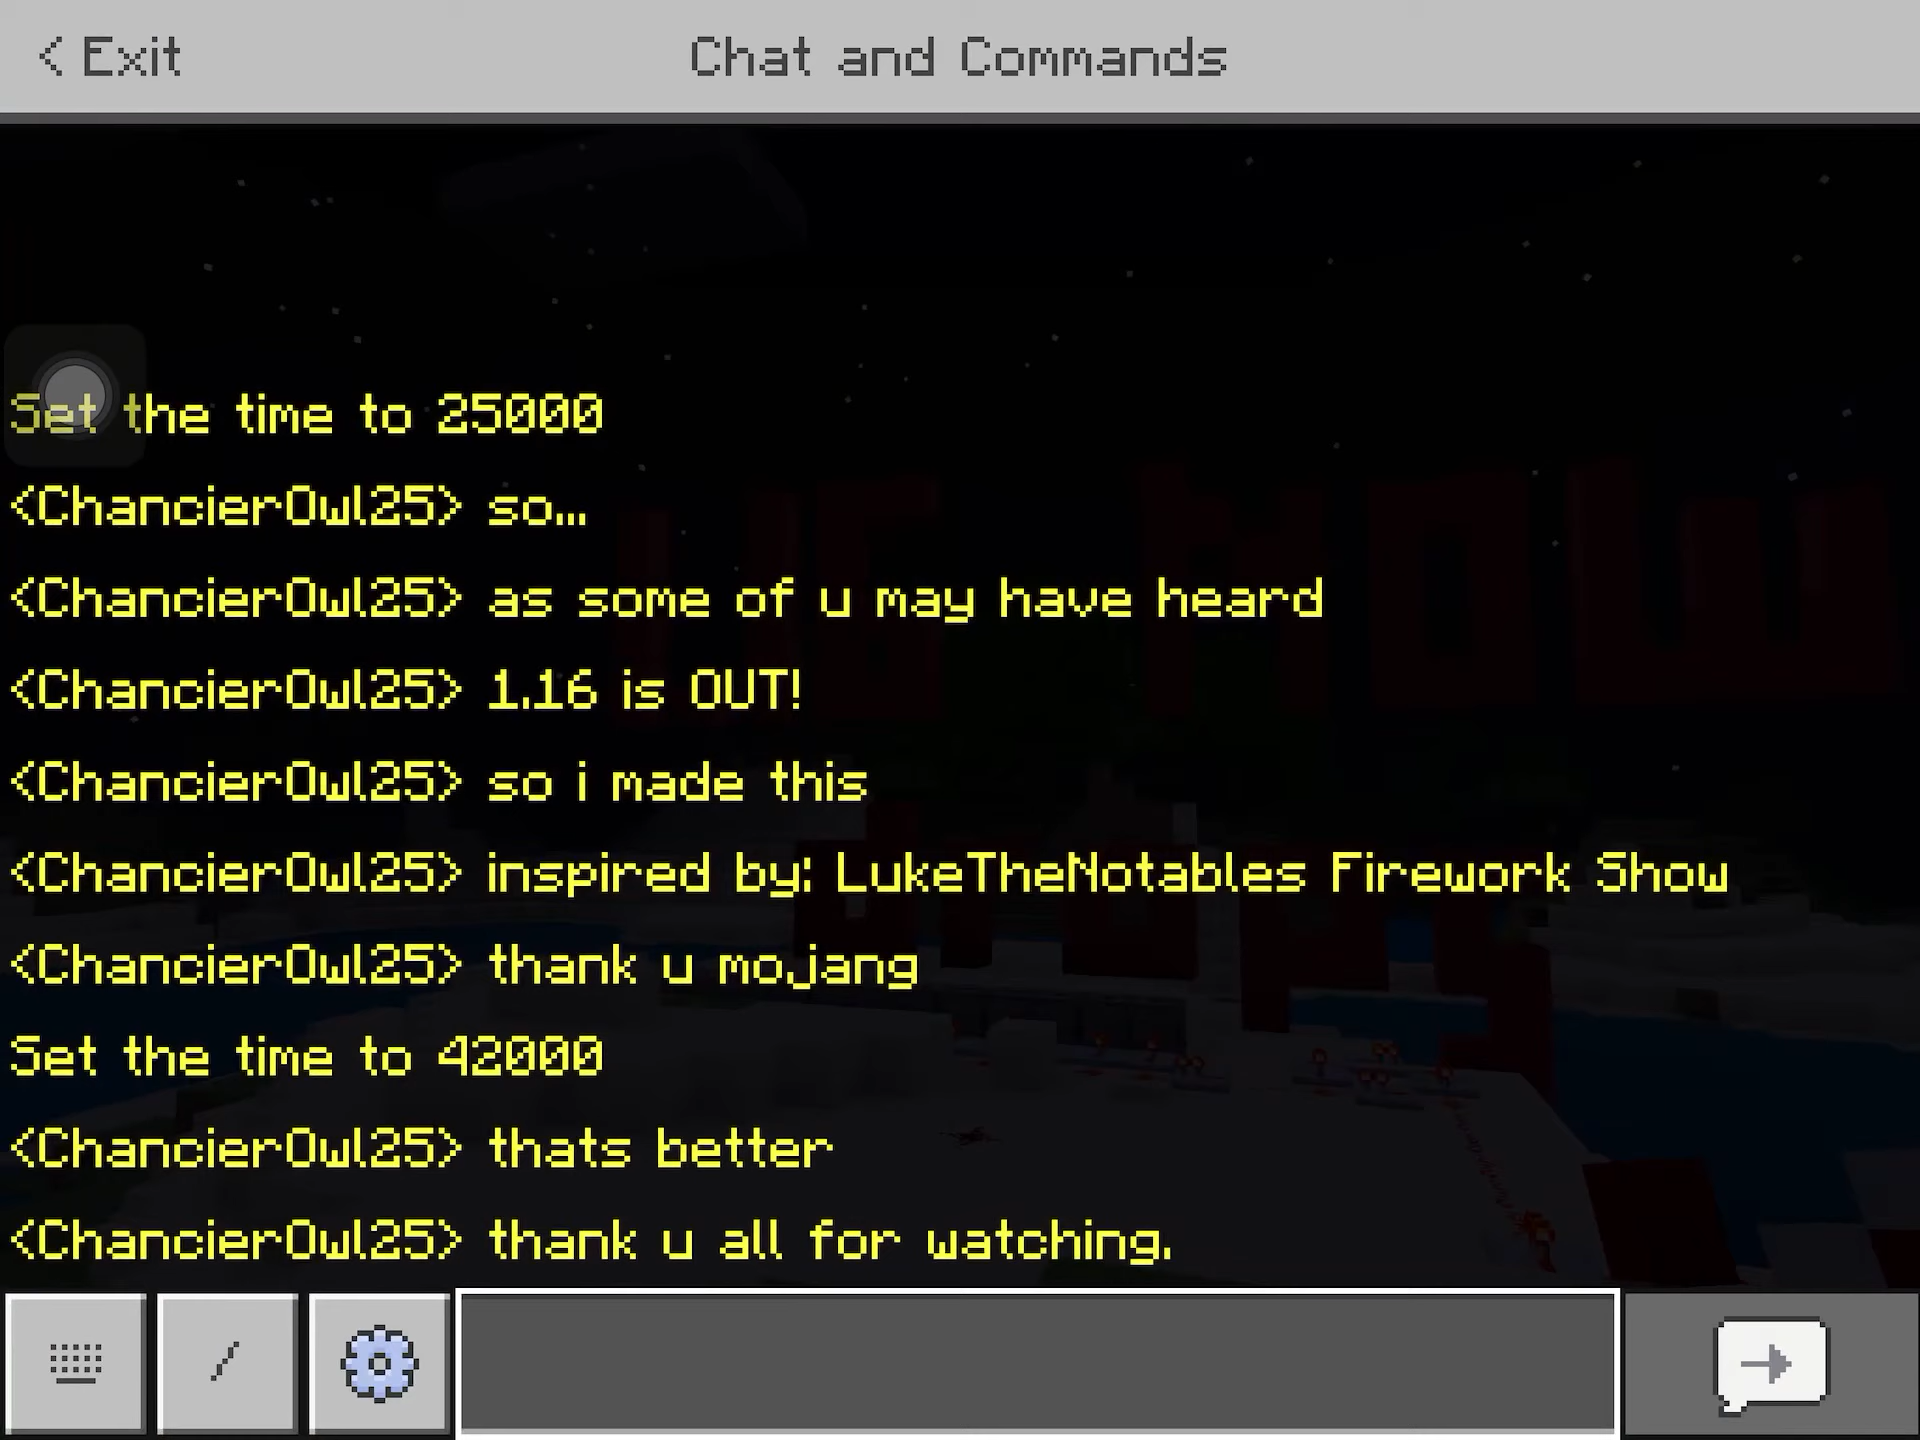 < Exit
Chat and Commands
Set the time to 25000
<ChancierOwl25> so...
<ChancierOwl25> as some of u may have heard
<ChancierOwl25> 1.16 is OUT!
<ChancierOwl25> so i made this
<ChancierOwl25> inspired by: LukeTheNotables Firework Show
<ChancierOwl25> thank u mojang
Set the time to 42000
<ChancierOwl25> thats better
<ChancierOwl25> thank u all for watching.
/